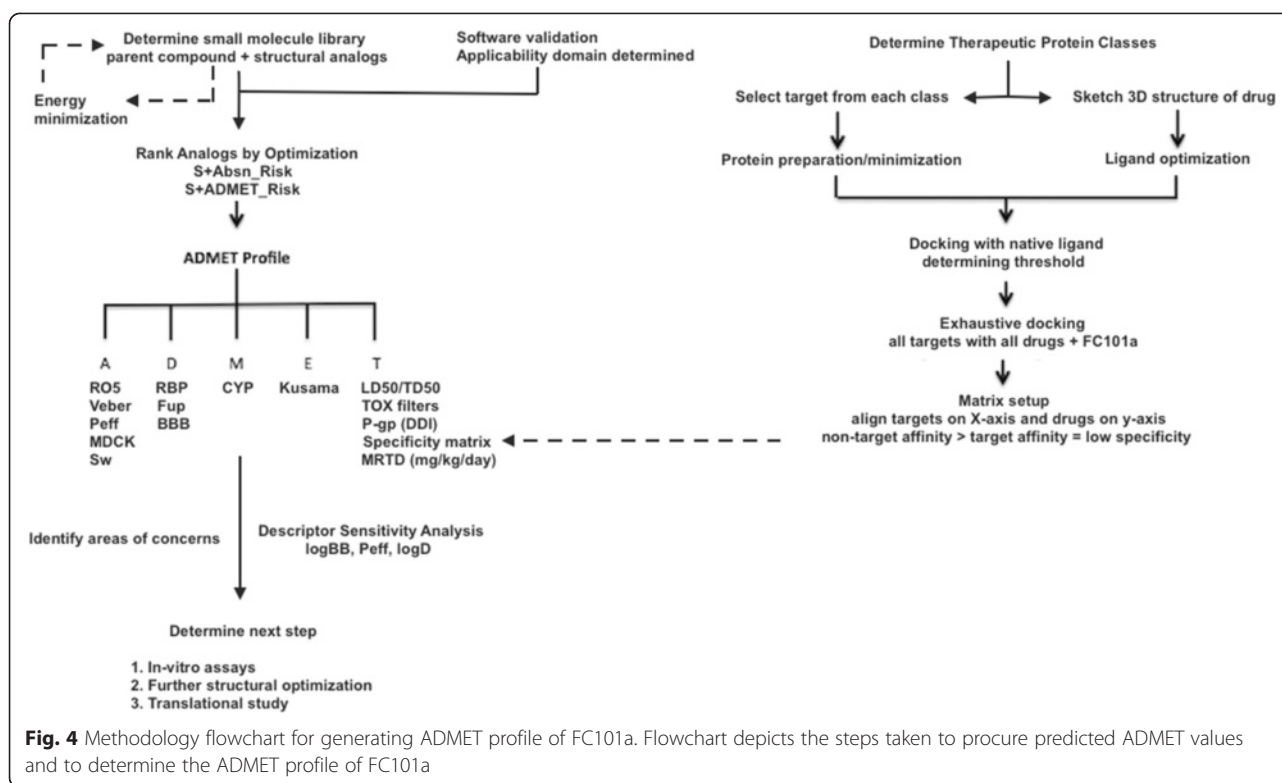 Determine small molecule library
parent compound + structural analogs
Energy
minimization
Software validation
Applicability domain determined
Rank Analogs by Optimization
S+Absn_Risk
S+ADMET_Risk
ADMET Profile
A
RO5
Veber
Peff
MDCK
Sw
D
RBP
Fup
BBB
M
CYP
E
Kusama
T
LD50/TD50
TOX filters
P-gp (DDI)
Specificity matrix
MRTD (mg/kg/day)
Identify areas of concerns
Descriptor Sensitivity Analysis
logBB, Peff, logD
Determine next step
1. In-vitro assays
2. Further structural optimization
3. Translational study
Determine Therapeutic Protein Classes
Select target from each class
Sketch 3D structure of drug
Protein preparation/minimization
Ligand optimization
Docking with native ligand
determining threshold
Exhaustive docking
all targets with all drugs + FC101a
Matrix setup
align targets on X-axis and drugs on y-axis
non-target affinity > target affinity = low specificity
Fig. 4 Methodology flowchart for generating ADMET profile of FC101a. Flowchart depicts the steps taken to procure predicted ADMET values
and to determine the ADMET profile of FC101a